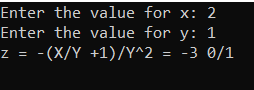 Enter the value for x: 2
Enter the value for y: 1
z = -(X/Y +1)/Y^2 = -3 0/1